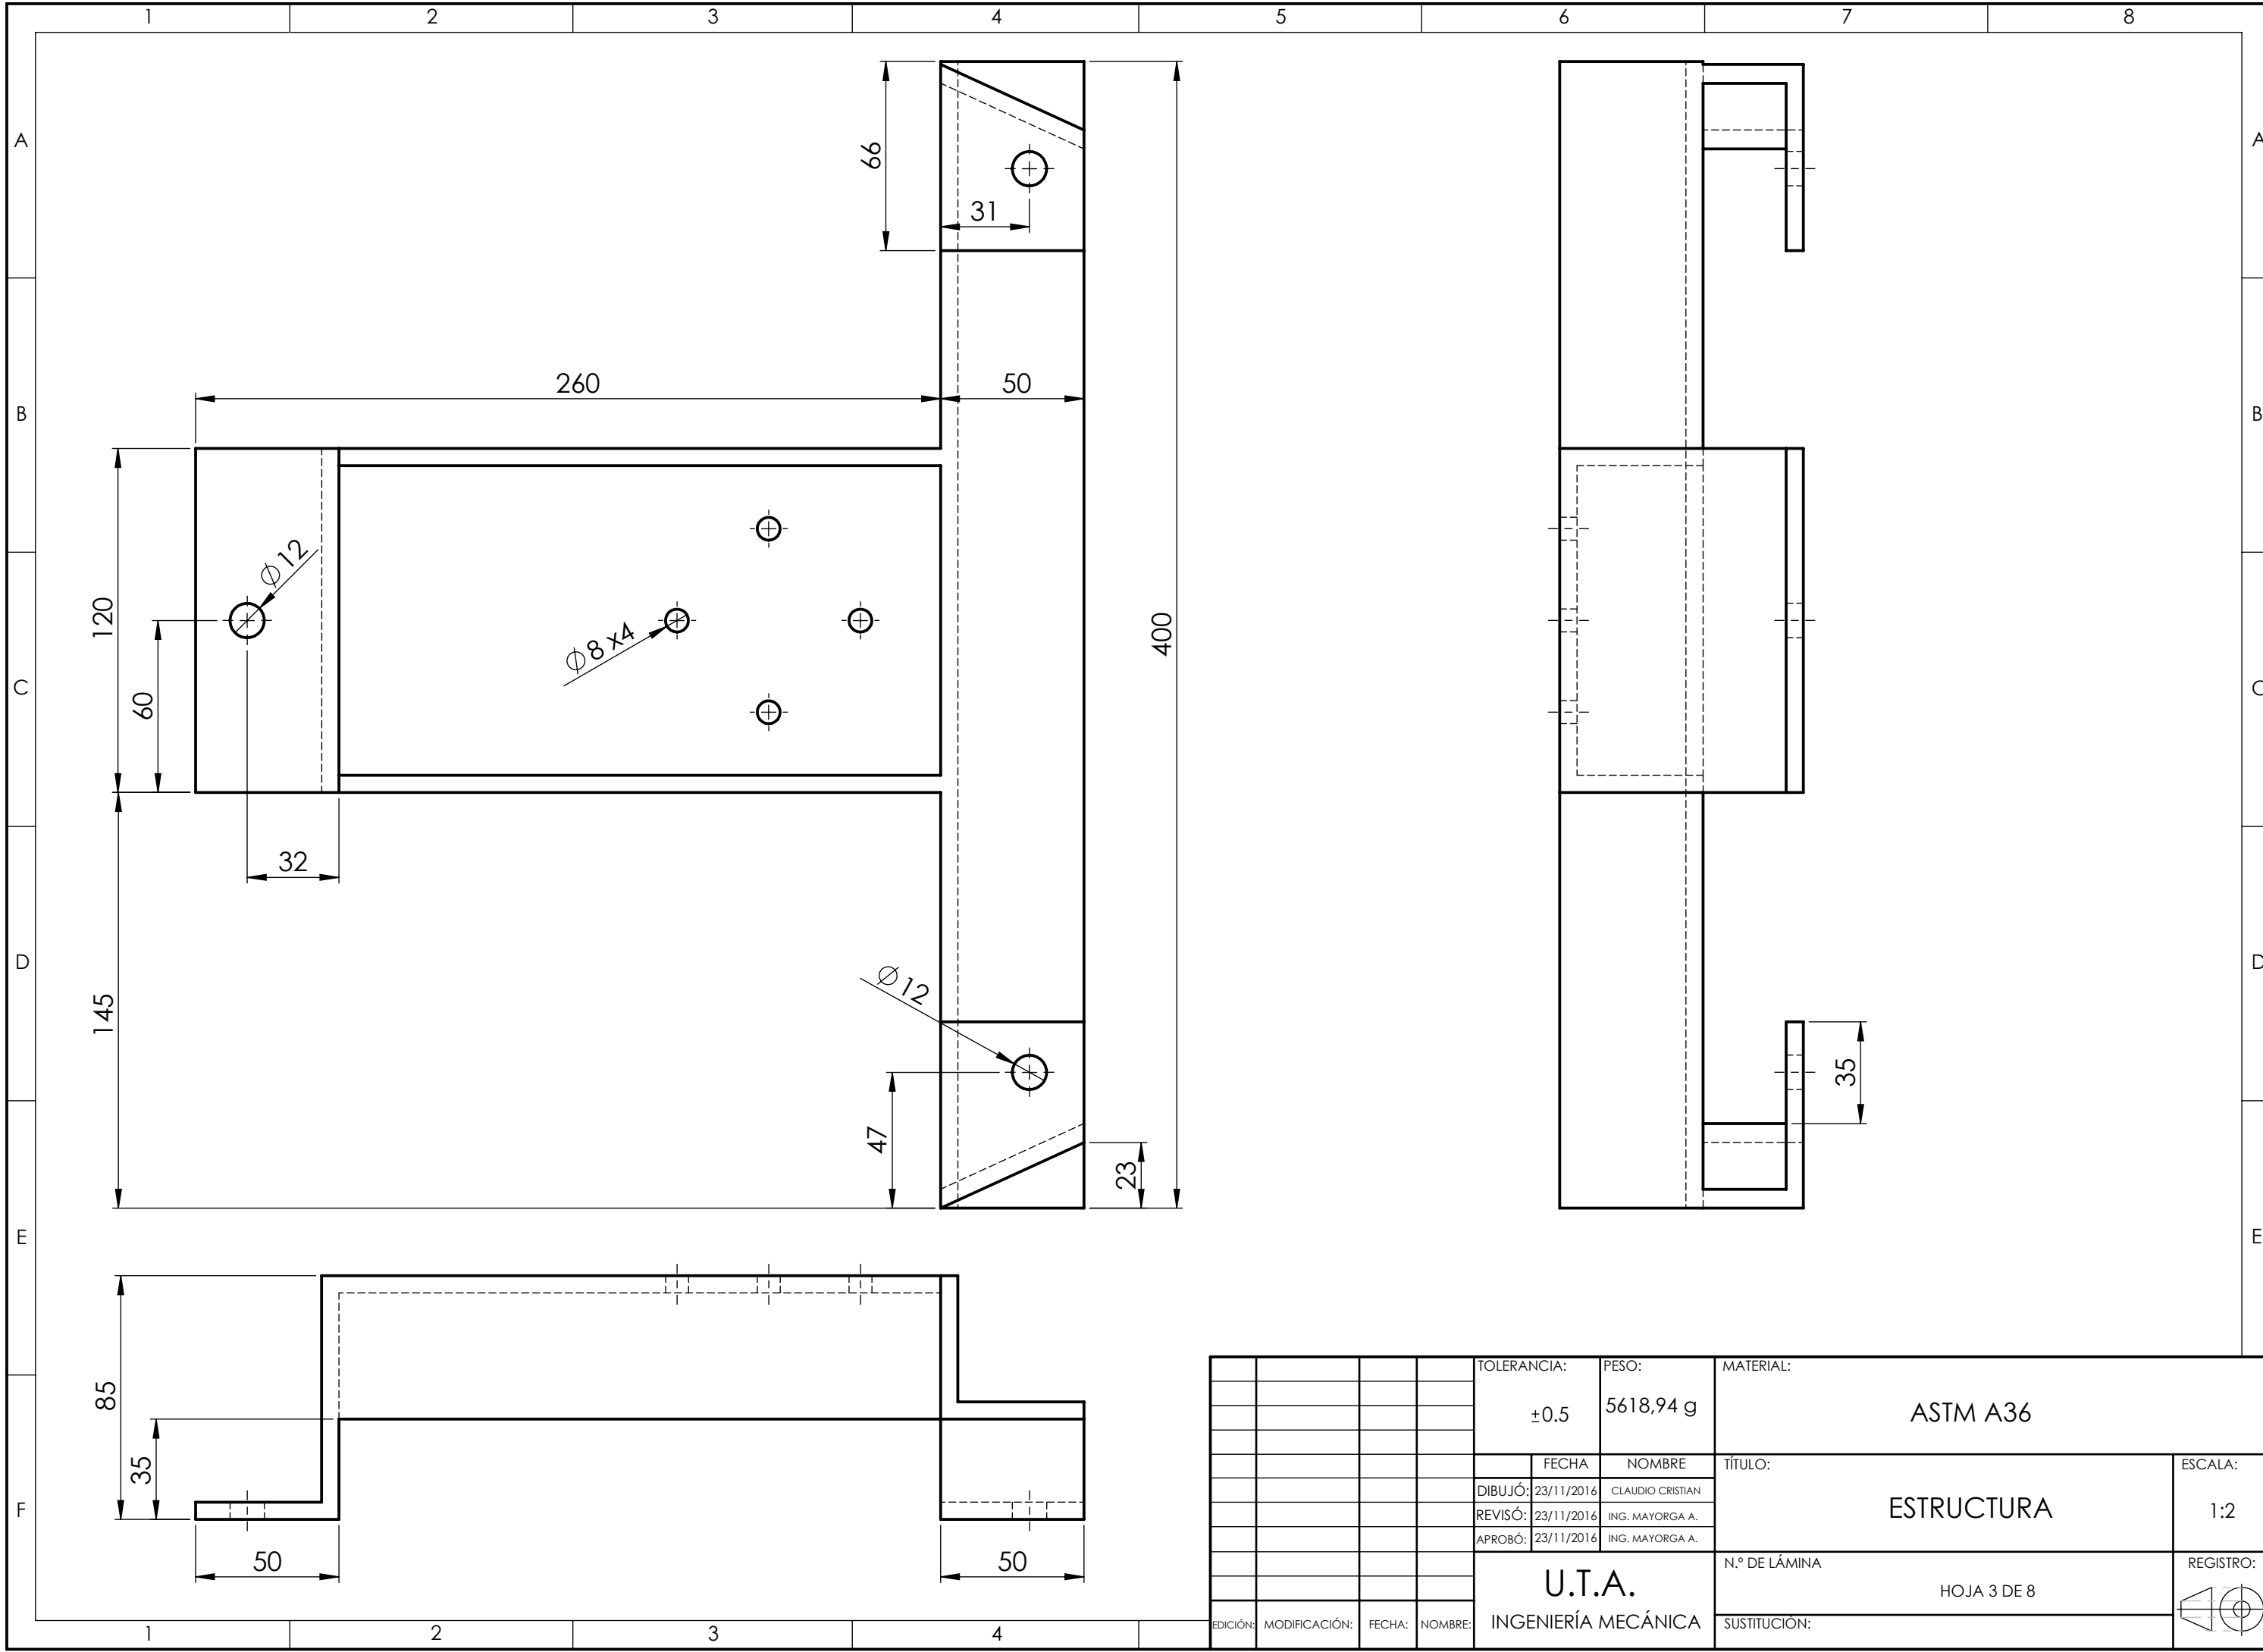 1 2 3 4 5 6 7 8
A A
B B
C C
D D
E E
F
66
31
260
50
120
60
Ø12
Ø8 x4
400
32
145
Ø12
47
23
35
85
35
50
50
TOLERANCIA:
±0.5
PESO:
5618,94 g
MATERIAL:
ASTM A36
FECHA NOMBRE
DIBUJÓ: 23/11/2016 CLAUDIO CRISTIAN
REVISÓ: 23/11/2016 ING. MAYORGA A.
APROBÓ: 23/11/2016 ING. MAYORGA A.
TÍTULO:
ESTRUCTURA
ESCALA:
1:2
U.T.A.
INGENIERÍA MECÁNICA
N.º DE LÁMINA
HOJA 3 DE 8
SUSTITUCIÓN:
REGISTRO:
EDICIÓN: MODIFICACIÓN: FECHA: NOMBRE:
1 2 3 4